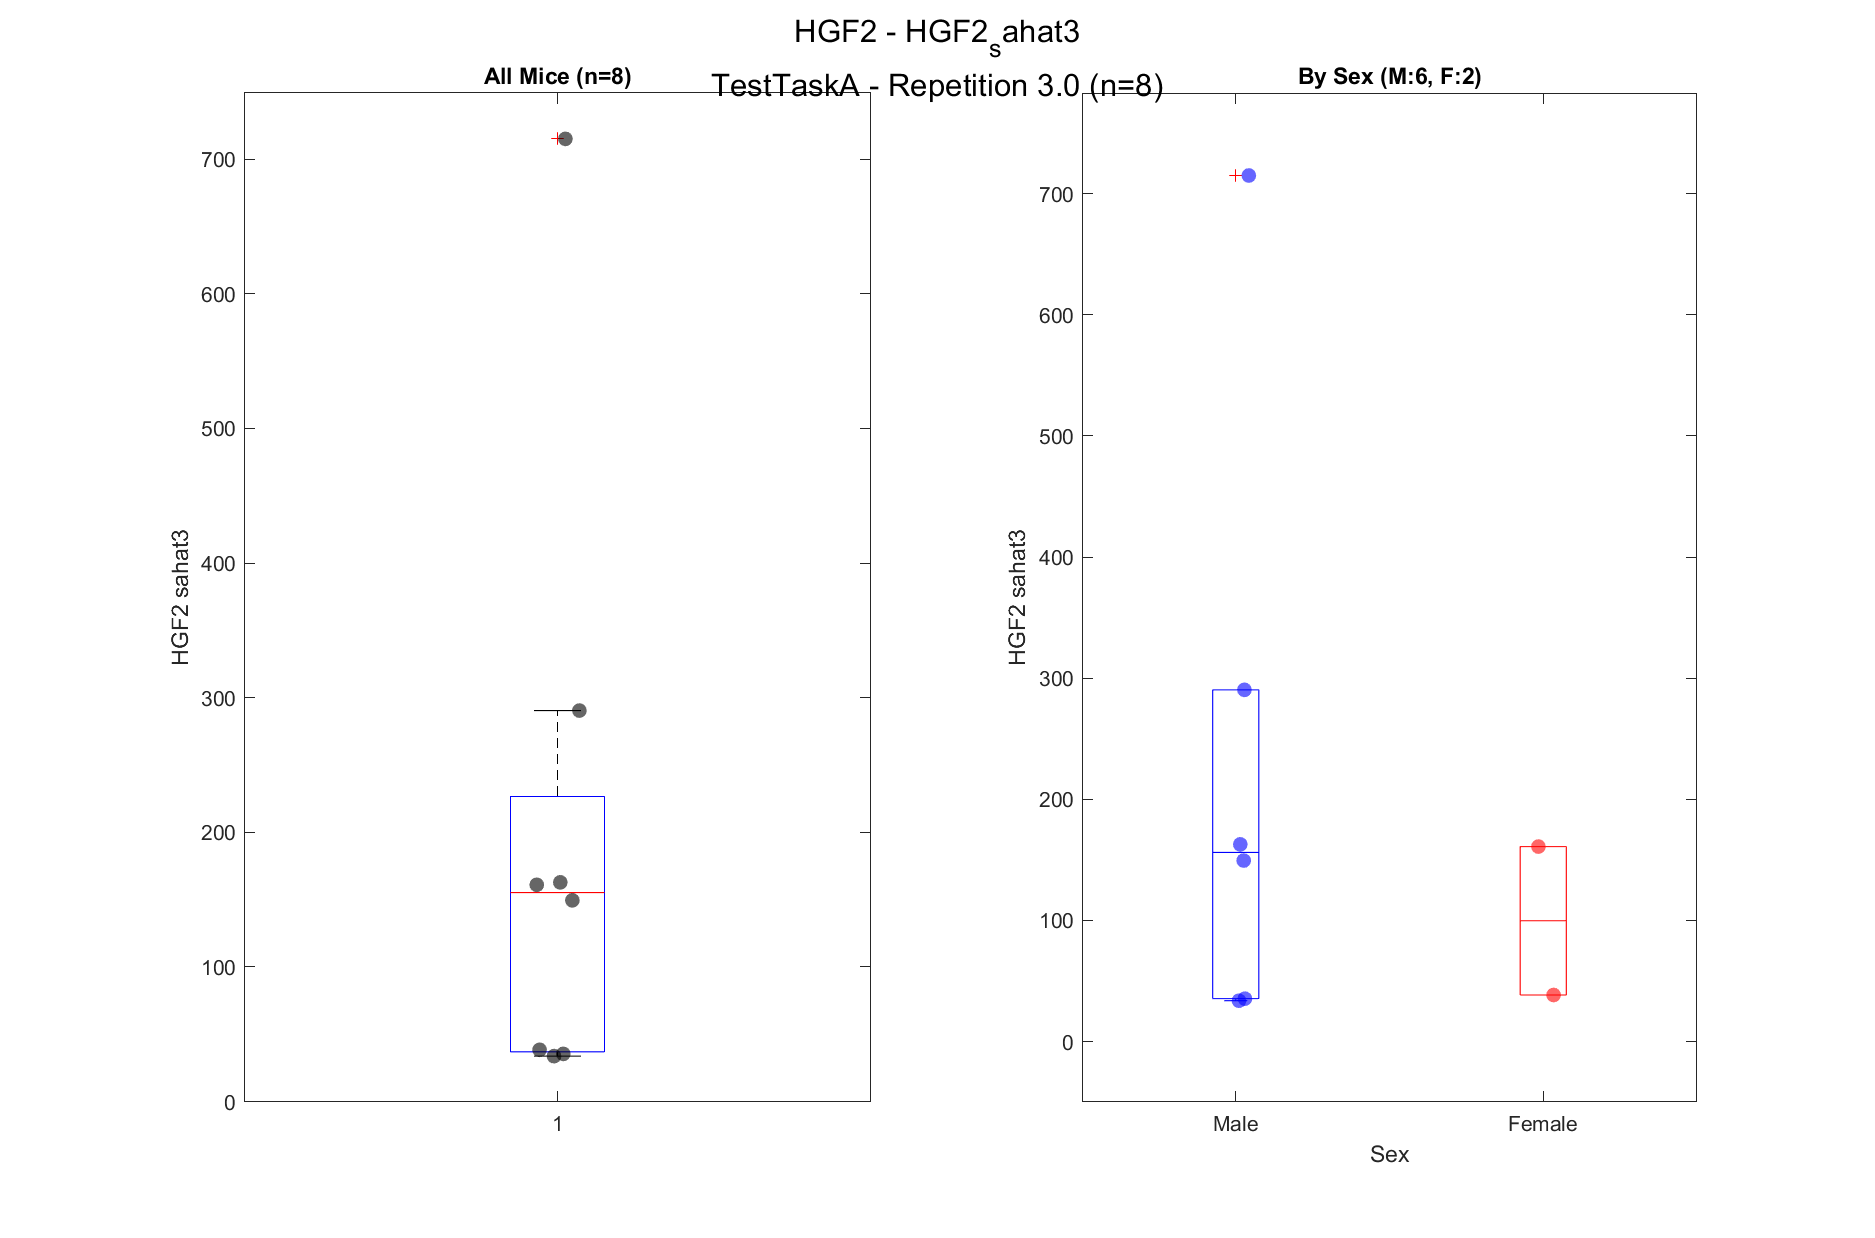 HGF2 - HGF2sahat3
TestTaskA - Repetition 3.0 (n=8)
All Mice (n=8)
700
600
500
400
300
200
100
0
HGF2 sahat3
1
By Sex (M:6, F:2)
700
600
500
400
300
200
100
0
HGF2 sahat3
Male
Female
Sex